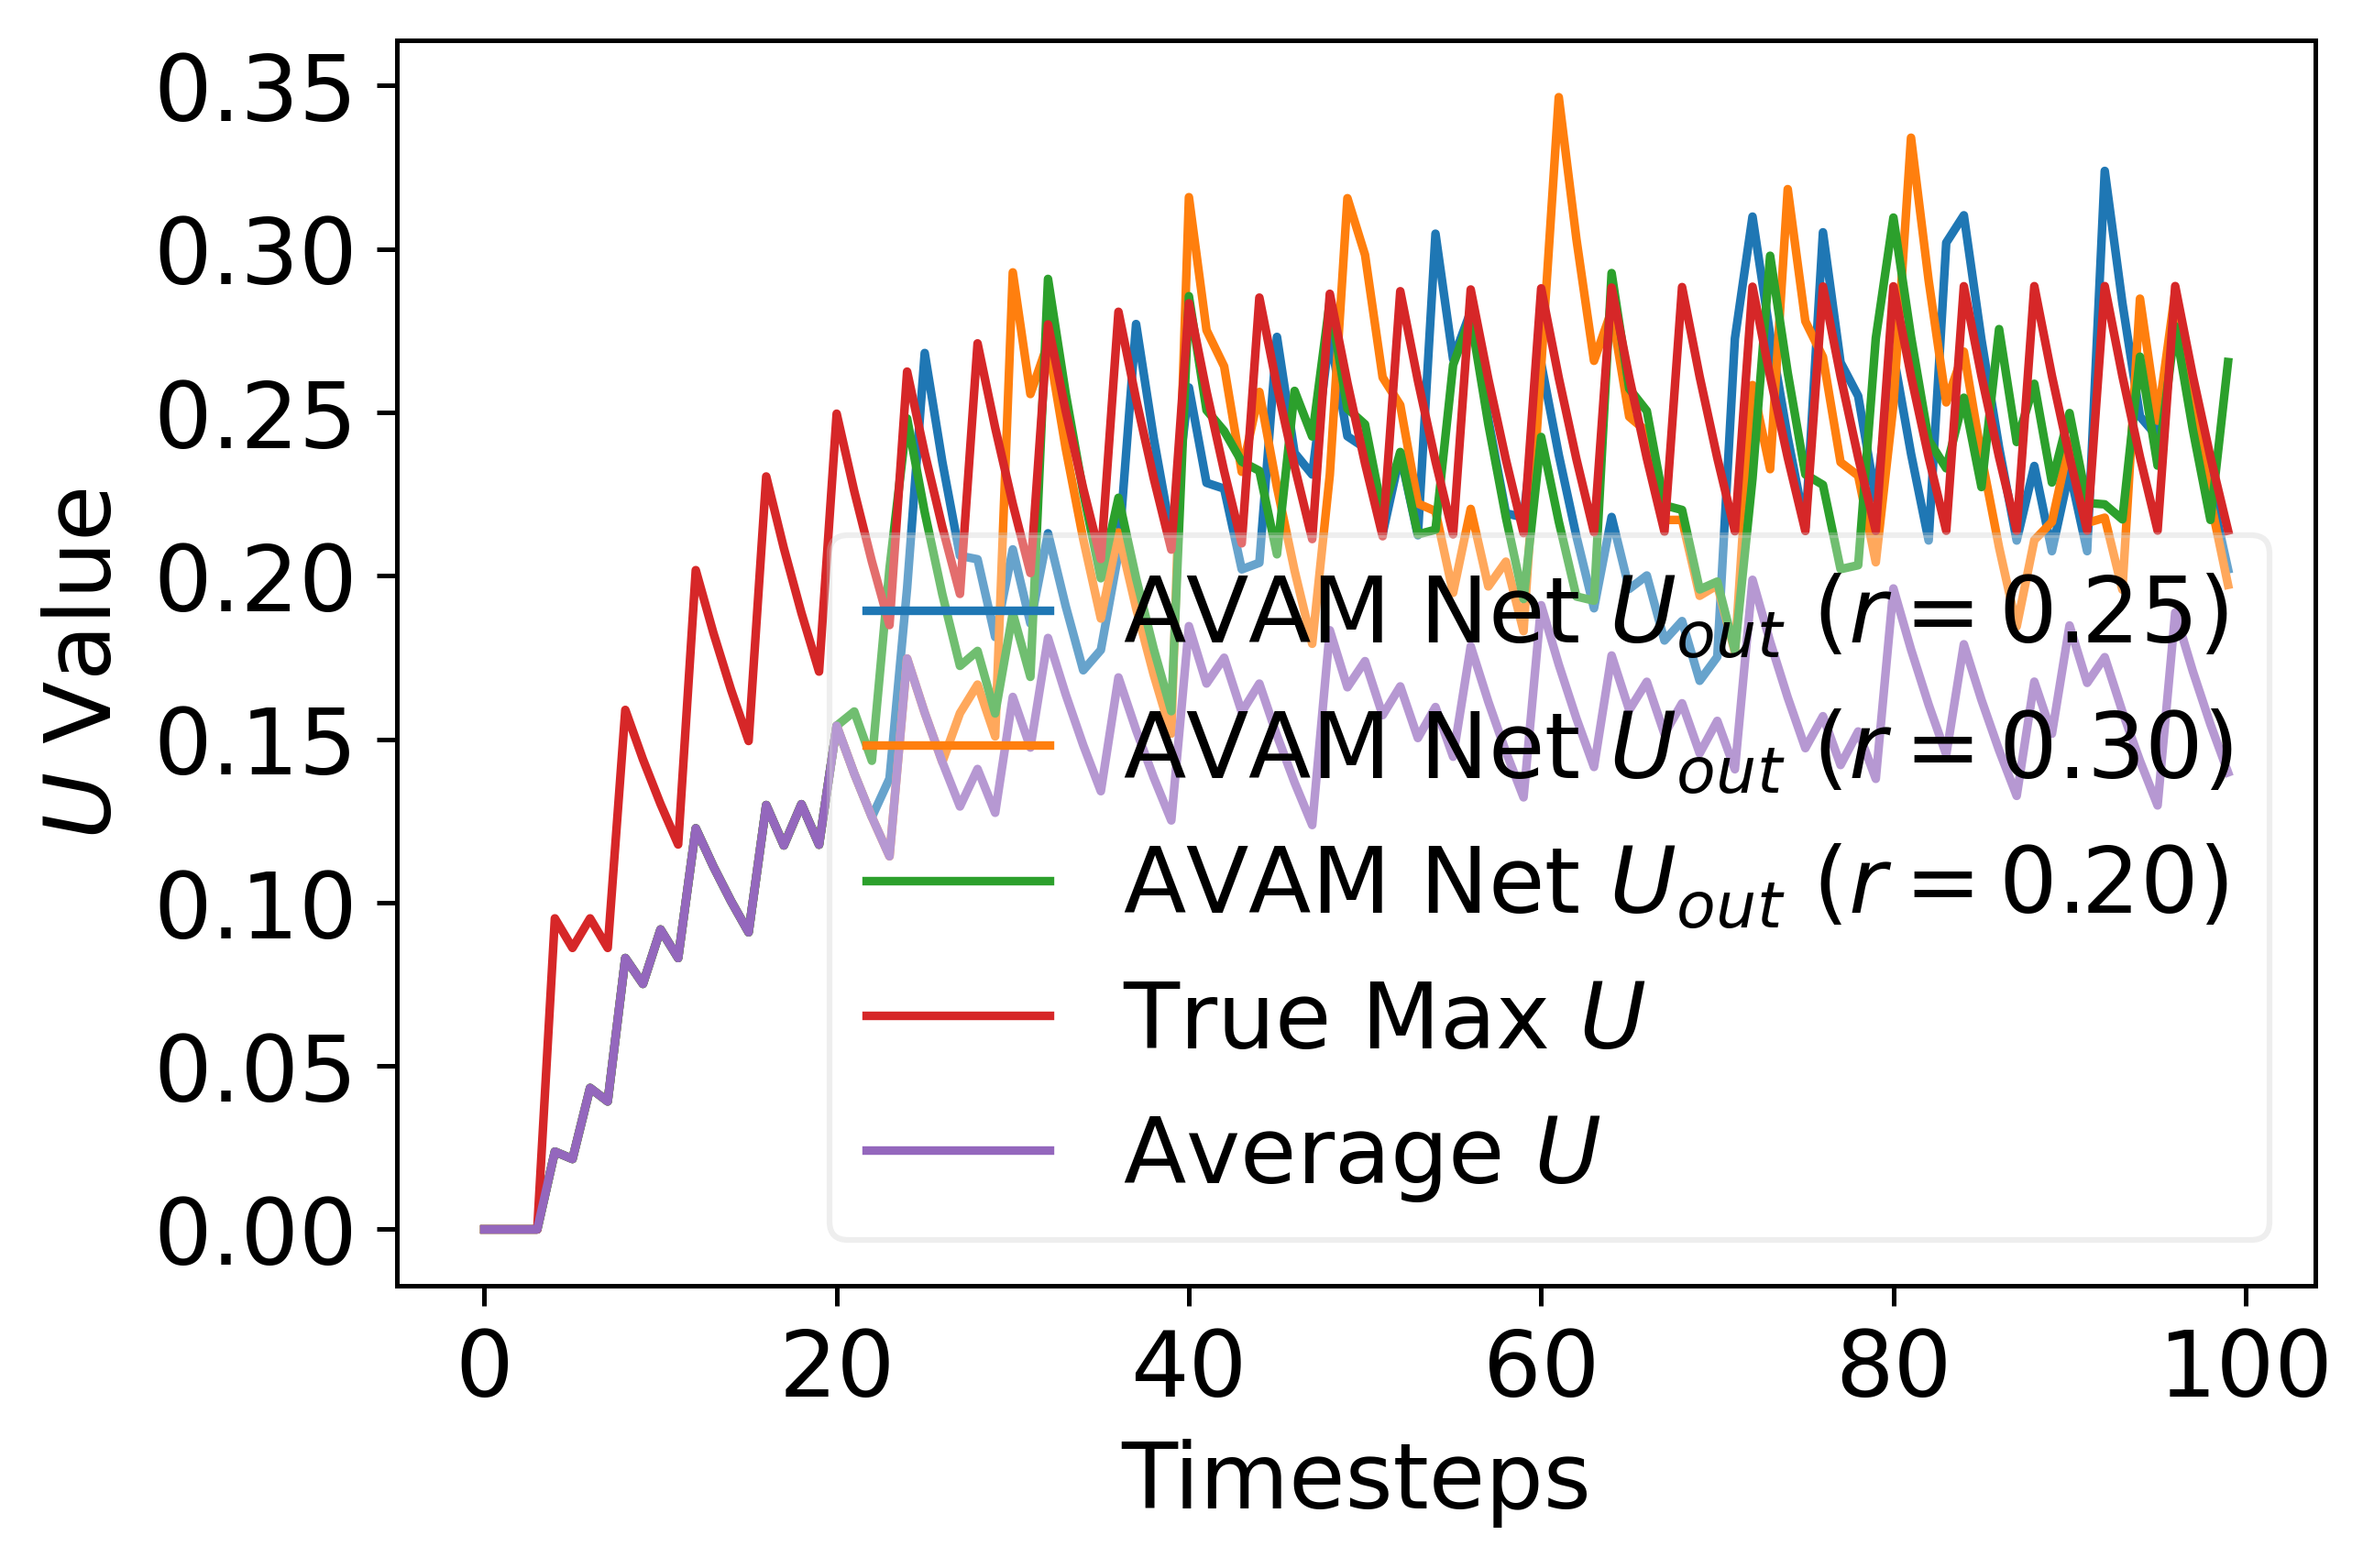 0.35
0.30
0.25
0.20
0.15
0.10
0.05
0.00
U Value
AVAM Net U_out (r = 0.25)
AVAM Net U_out (r = 0.30)
AVAM Net U_out (r = 0.20)
True Max U
Average U
0 20 40 60 80 100
Timesteps